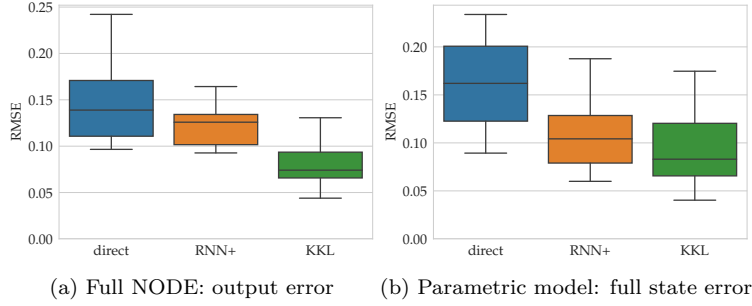 0.25
0.20
0.15
0.10
0.05
0.00
RMSE
direct RNN+ KKL
(a) Full NODE: output error
0.20
0.15
0.10
0.05
0.00
RMSE
direct RNN+ KKL
(b) Parametric model: full state error